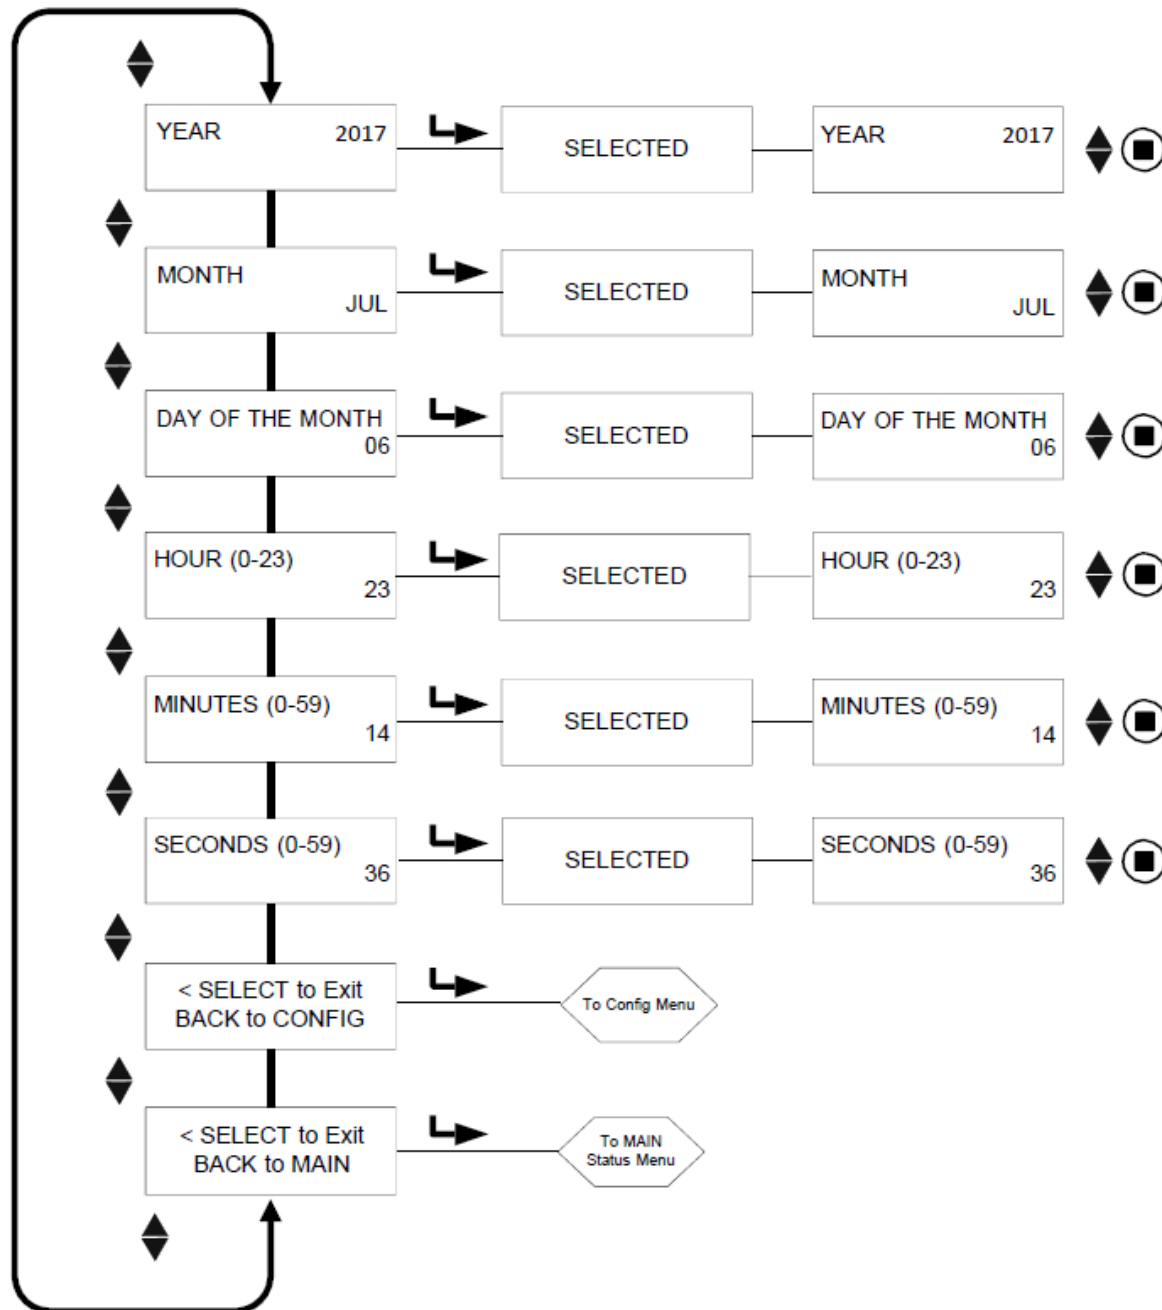 YEAR 2017
SELECTED
YEAR 2017
MONTH
JUL
SELECTED
MONTH
JUL
DAY OF THE MONTH
06
SELECTED
DAY OF THE MONTH
06
HOUR (0-23)
23
SELECTED
HOUR (0-23)
23
MINUTES (0-59)
14
SELECTED
MINUTES (0-59)
14
SECONDS (0-59)
36
SELECTED
SECONDS (0-59)
36
< SELECT to Exit
BACK to CONFIG
To Config Menu
< SELECT to Exit
BACK to MAIN
To MAIN
Status Menu